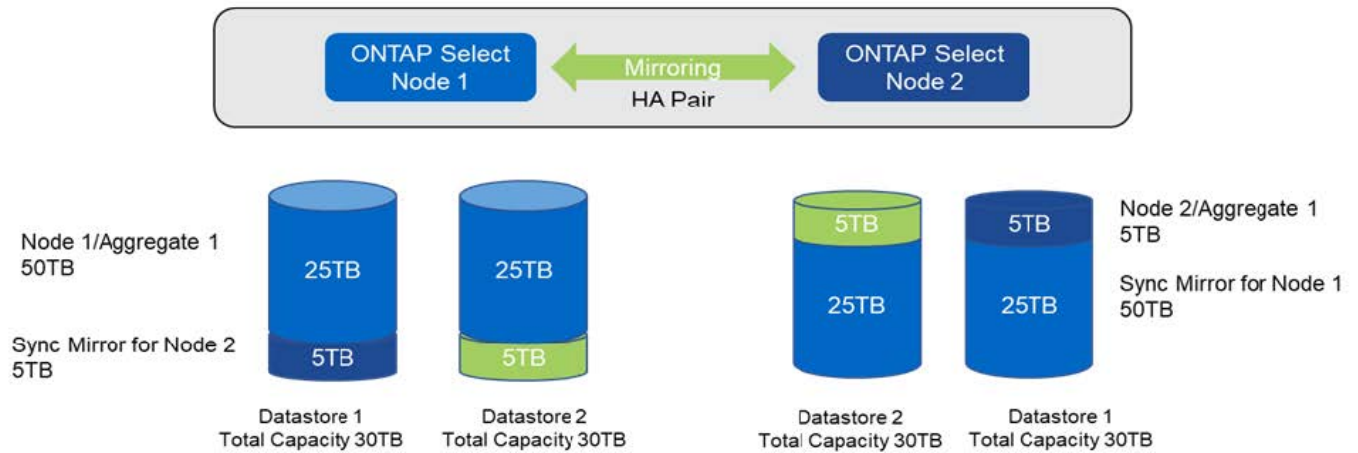 ONTAP Select
Node 1
Mirroring
HA Pair
ONTAP Select
Node 2
Node 1/Aggregate 1
50TB
25TB
25TB
Sync Mirror for Node 2
5TB
5TB
5TB
Datastore 1
Total Capacity 30TB
Datastore 2
Total Capacity 30TB
5TB
5TB
Node 2/Aggregate 1
5TB
25TB
25TB
Sync Mirror for Node 1
50TB
Datastore 2
Total Capacity 30TB
Datastore 1
Total Capacity 30TB